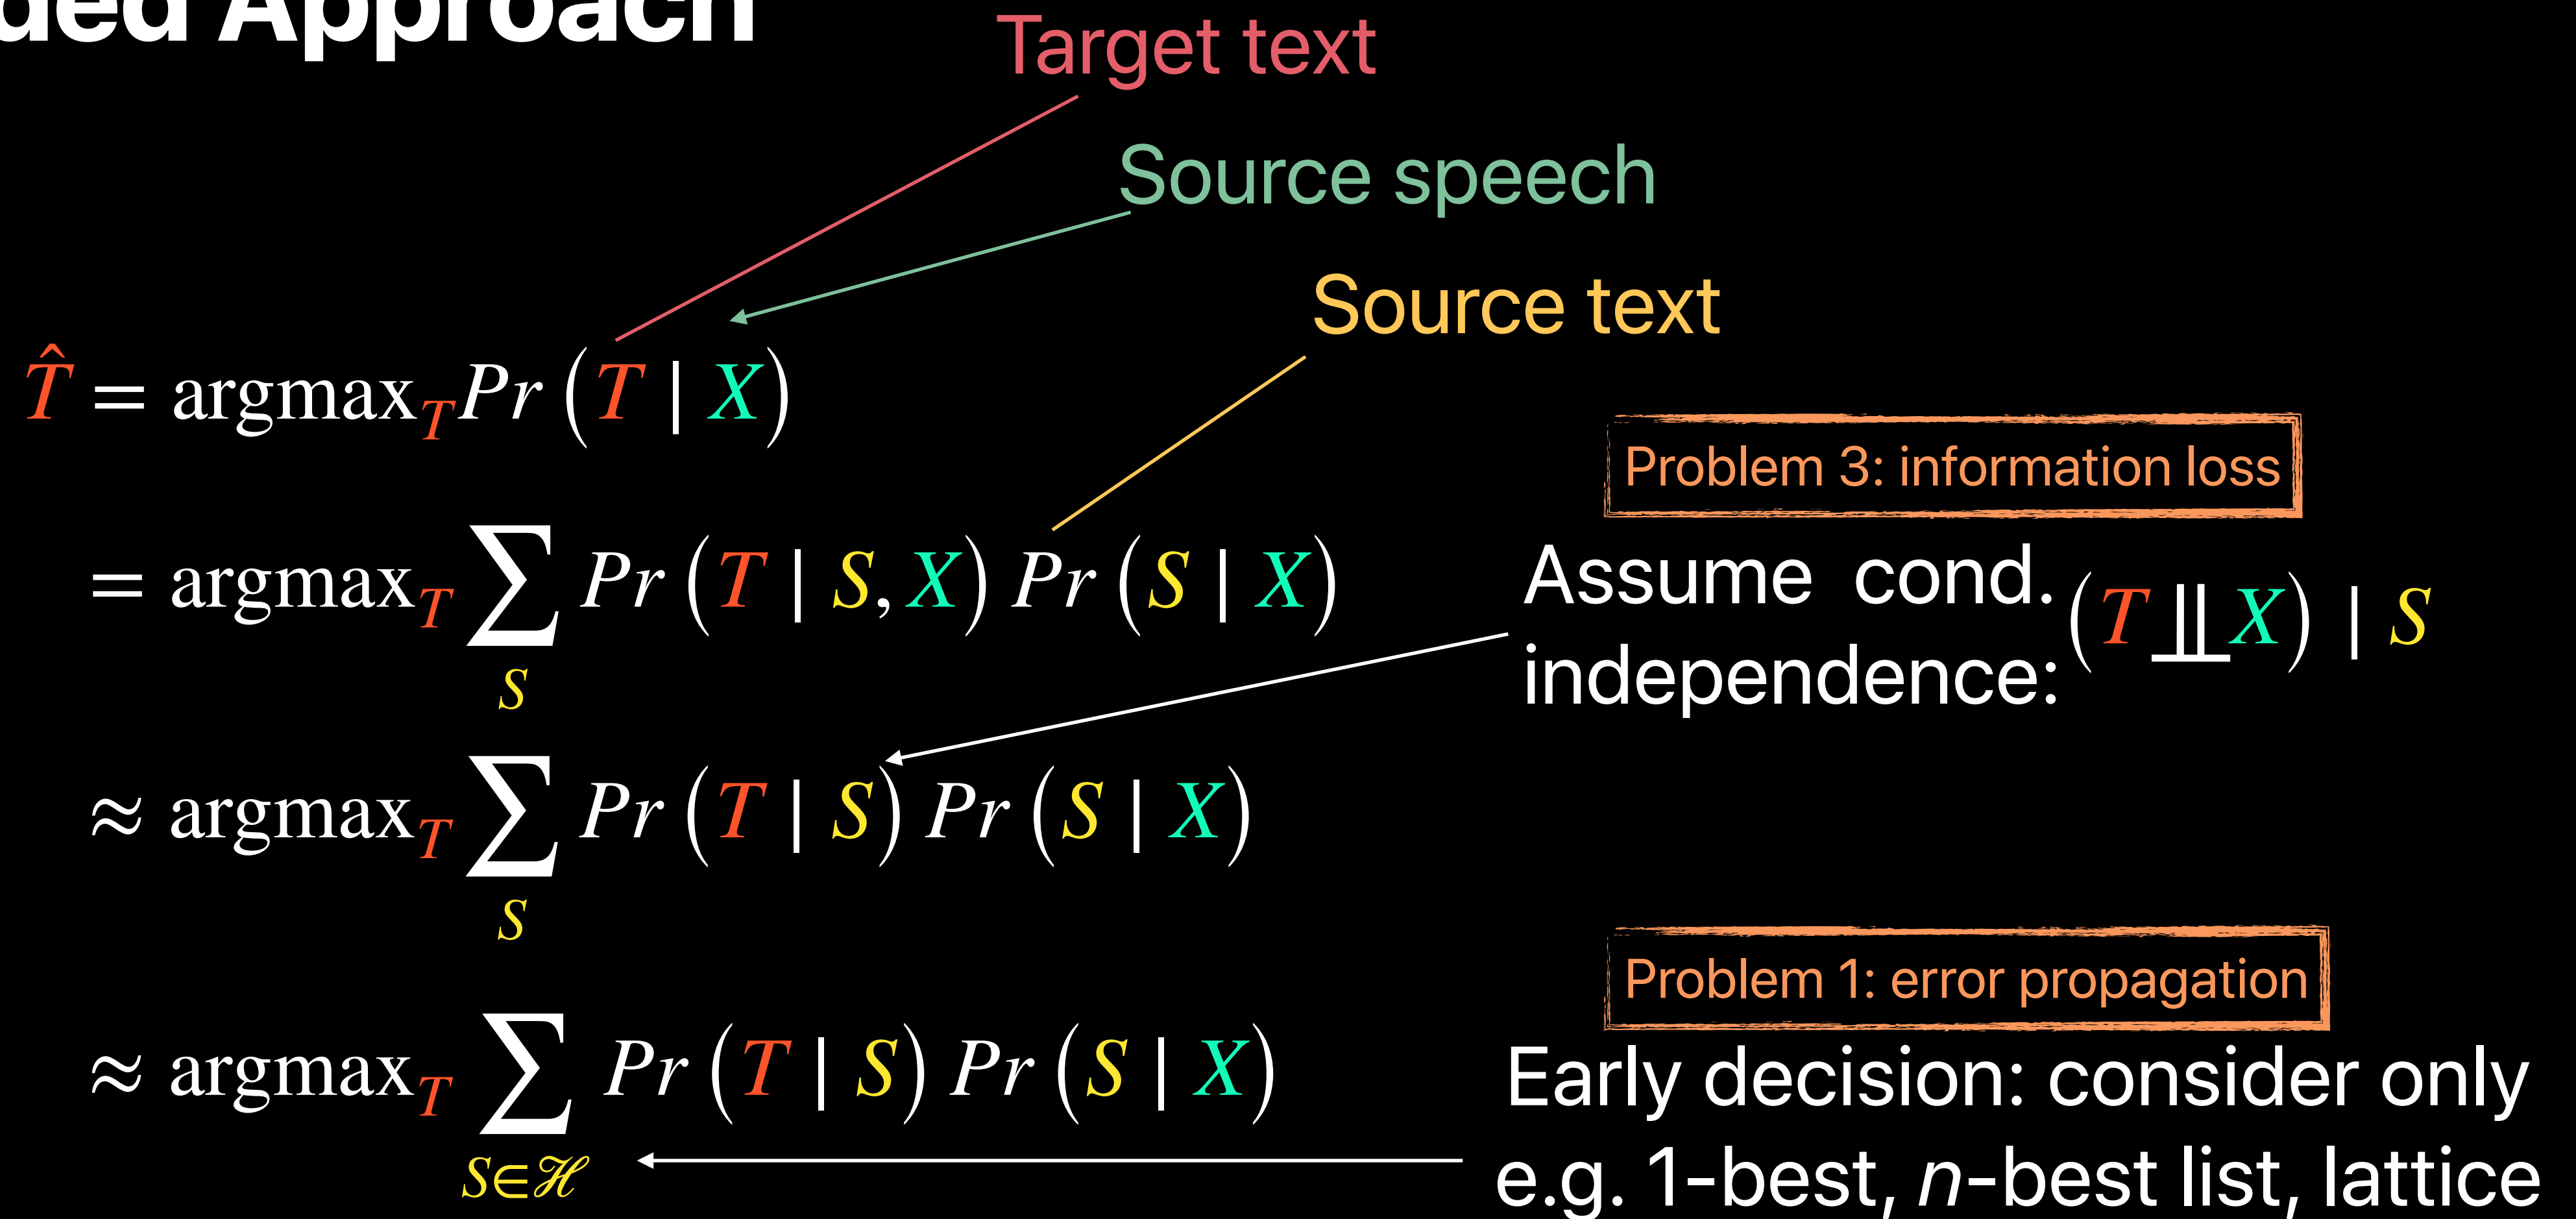 Approach
Target text
Source speech
Source text
T̂ = argmax_T Pr (T | X)
Problem 3: information loss
= argmax_T ∑_S Pr (T | S, X) Pr (S | X)
Assume cond.
independence: (T ⫫ X) | S
≈ argmax_T ∑_S Pr (T | S) Pr (S | X)
Problem 1: error propagation
≈ argmax_T ∑_{S∈ℋ} Pr (T | S) Pr (S | X)
Early decision: consider only
e.g. 1-best, n-best list, lattice